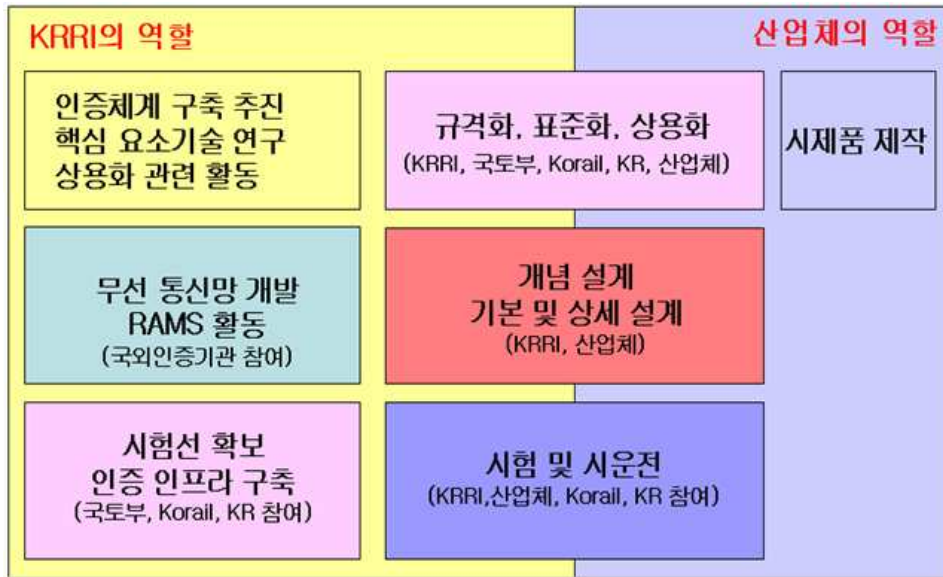 KRRI의 역할
산업체의 역할
인증체계 구축 추진
핵심 요소기술 연구
상용화 관련 활동
규격화, 표준화, 상용화
(KRRI, 국토부, Korail, KR, 산업체)
시제품 제작
무선 통신망 개발
RAMS 활동
(국외인증기관 참여)
개념 설계
기본 및 상세 설계
(KRRI, 산업체)
시험선 확보
인증 인프라 구축
(국토부, Korail, KR 참여)
시험 및 시운전
(KRRI,산업체, Korail, KR 참여)